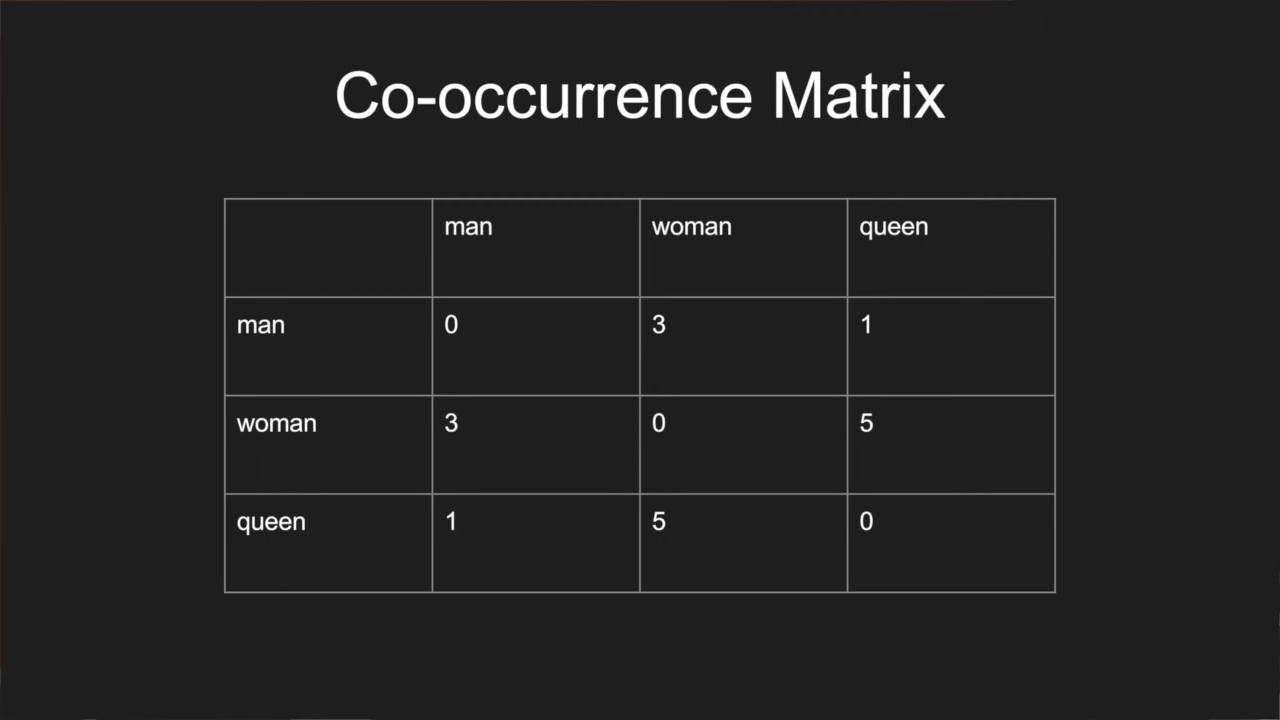 Co-occurrence Matrix
man woman queen
man 0 3 1
woman 3 0 5
queen 1 5 0